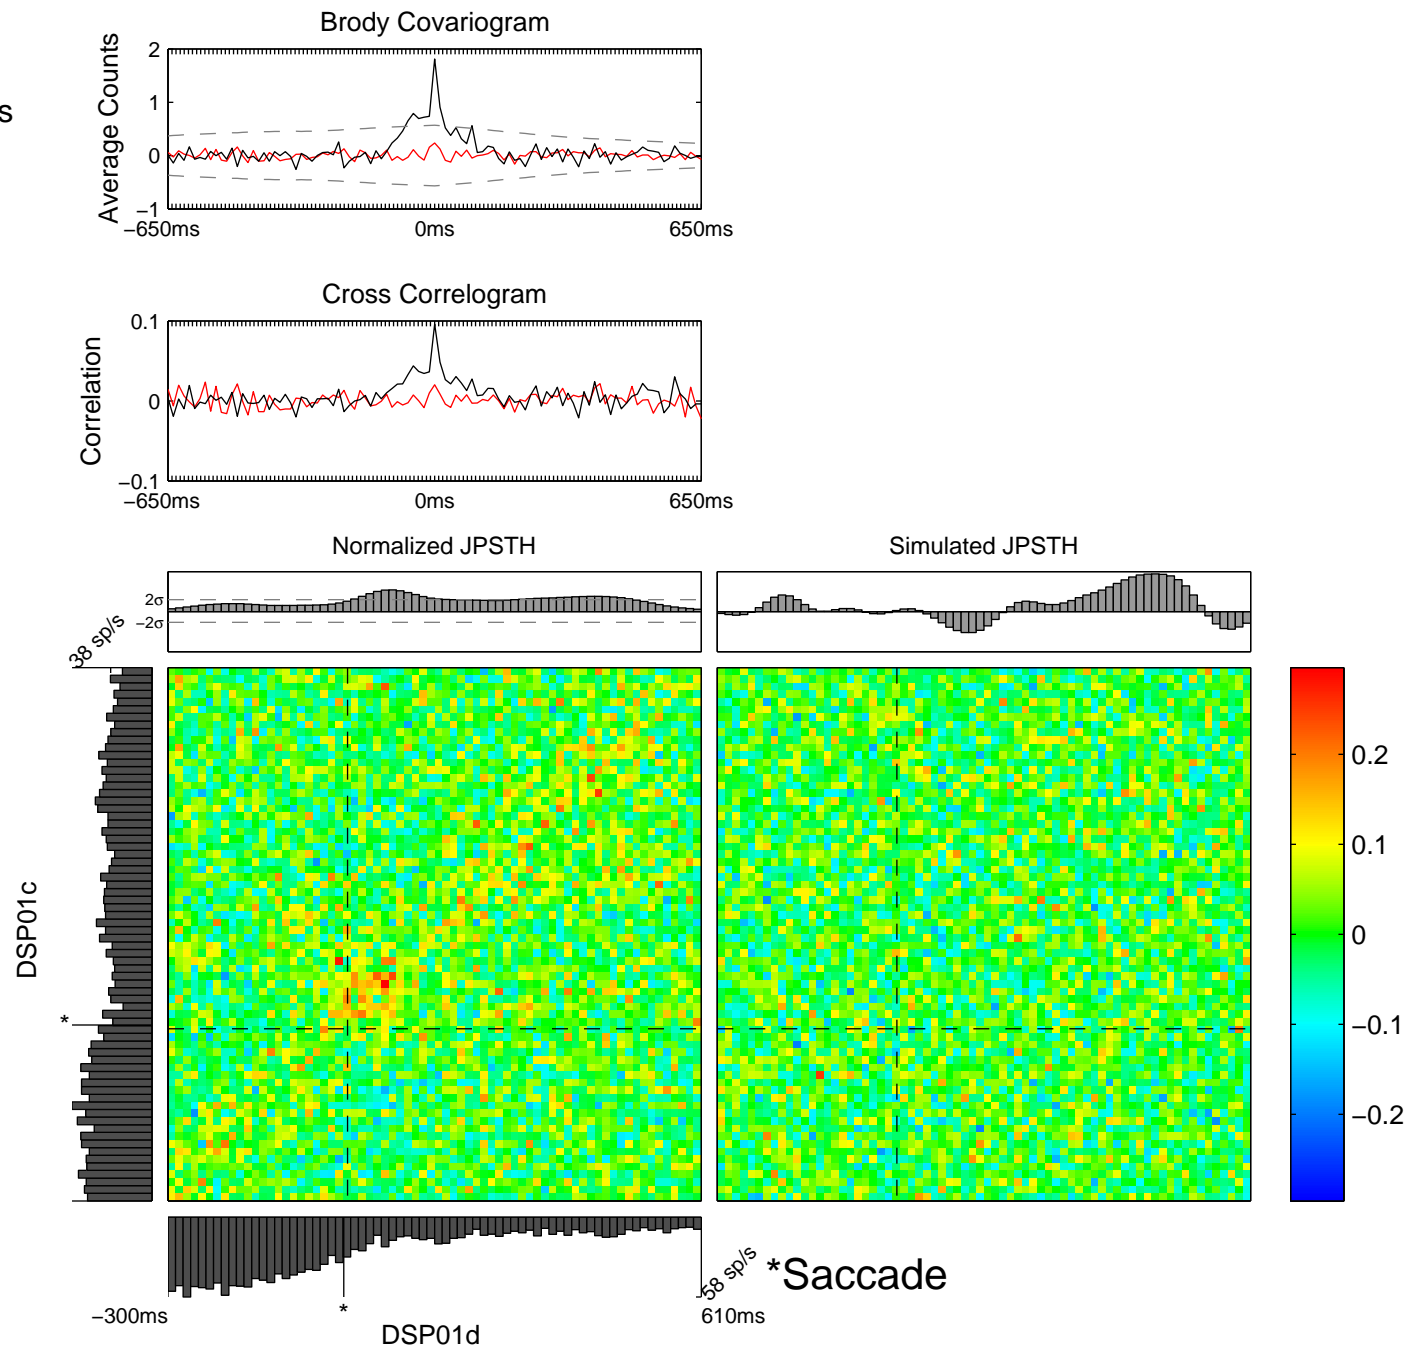 Brody Covariogram
s
Average Counts
2
1
0
−1
−650ms 0ms 650ms
Cross Correlogram
Correlation
0.1
0
−0.1
−650ms 0ms 650ms
Normalized JPSTH
Simulated JPSTH
2σ
−2σ
38 sp/s
DSP01c
*
0.2
0.1
0
−0.1
−0.2
58 sp/s
*Saccade
−300ms
*
610ms
DSP01d